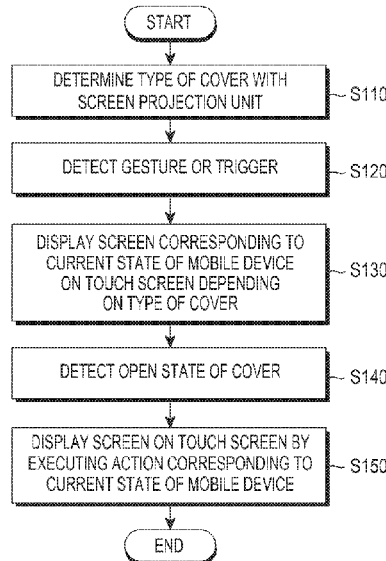 START
DETERMINE TYPE OF COVER WITH
SCREEN PROJECTION UNIT
S110
DETECT GESTURE OR TRIGGER
S120
DISPLAY SCREEN CORRESPONDING TO
CURRENT STATE OF MOBILE DEVICE
ON TOUCH SCREEN DEPENDING
ON TYPE OF COVER
S130
DETECT OPEN STATE OF COVER
S140
DISPLAY SCREEN ON TOUCH SCREEN BY
EXECUTING ACTION CORRESPONDING TO
CURRENT STATE OF MOBILE DEVICE
S150
END